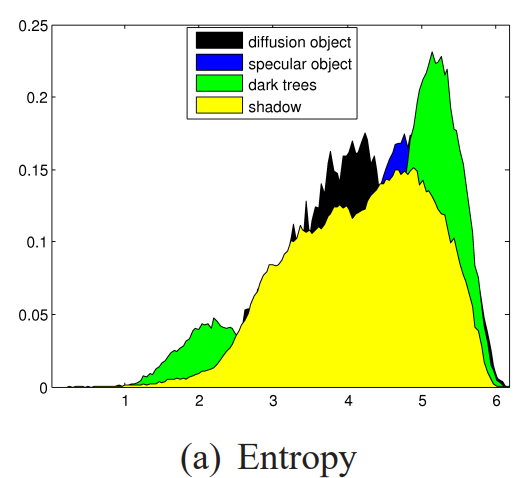 0.25
diffusion object
specular object
dark trees
shadow
0.2
0.15
0.1
0.05
0
1 2 3 4 5 6
(a) Entropy